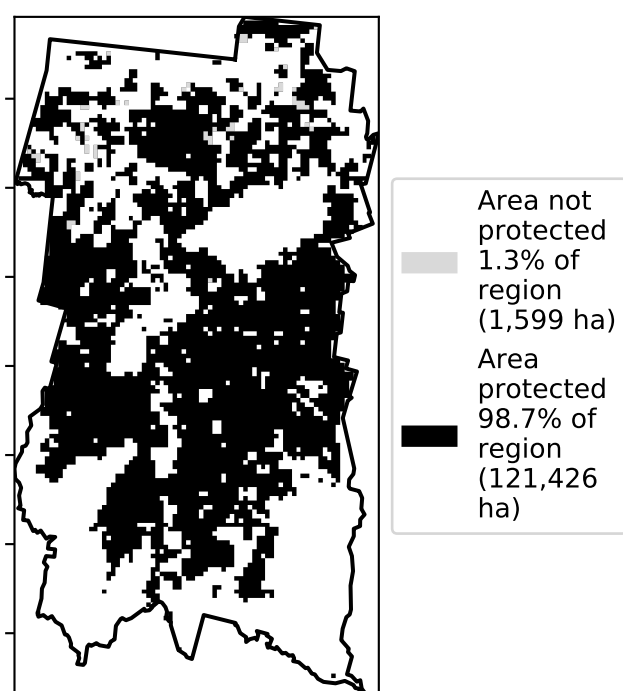 Area not
protected
1.3% of
region
(1,599 ha)
Area
protected
98.7% of
region
(121,426
ha)